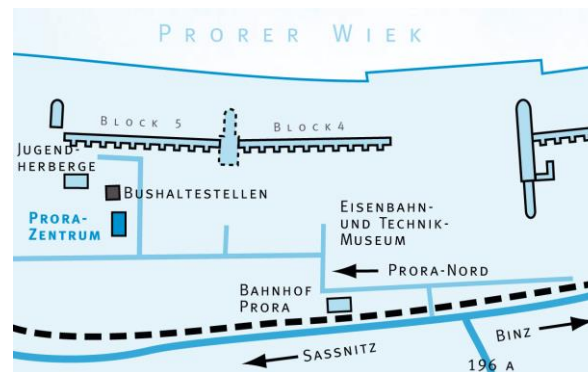 PRORER WIEK
BLOCK 5
BLOCK 4
JUGEND-
HERBERGE
BUSHALTESTELLEN
PRORA-
ZENTRUM
EISENBAHN-
UND TECHNIK-
MUSEUM
PRORA-NORD
BAHNHOF
PRORA
SASSNITZ
BINZ
196 A